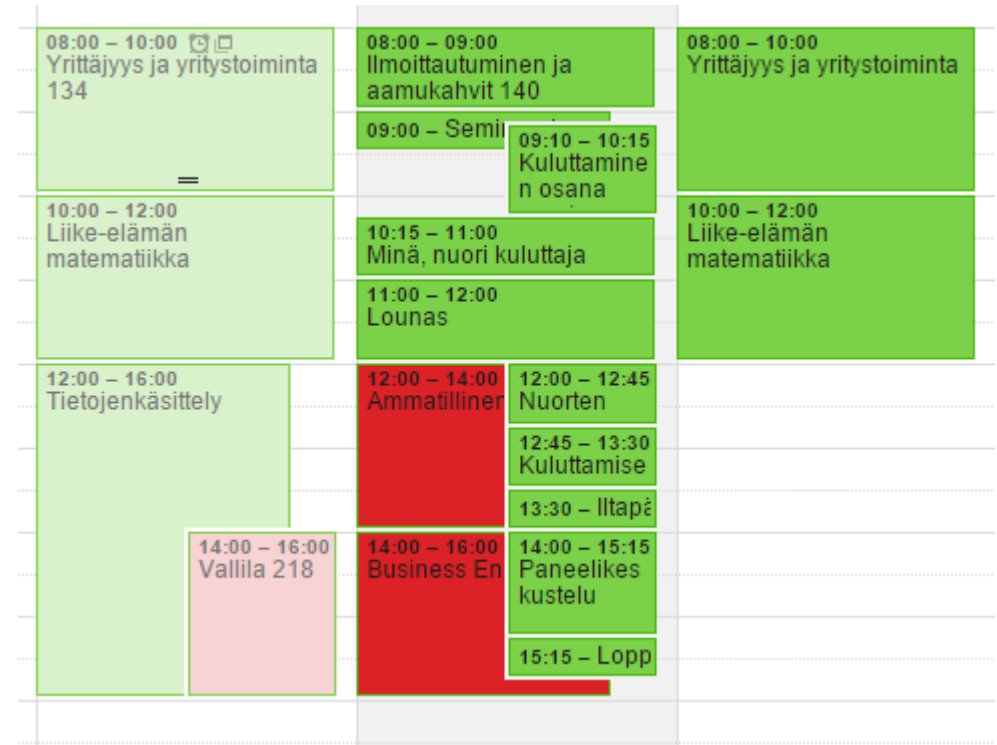 08:00 – 10:00
Yrittäjyys ja yritystoiminta
134
10:00 – 12:00
Liike-elämän
matematiikka
12:00 – 16:00
Tietojenkäsittely
14:00 – 16:00
Vallila 218
08:00 – 09:00
Ilmoittautuminen ja
aamukahvit 140
09:00 –
09:10 – 10:15
Kuluttamine
n osana
10:15 – 11:00
Minä, nuori kuluttaja
11:00 – 12:00
Lounas
12:00 – 14:00
Ammatilliner
12:00 – 12:45
Nuorten
12:45 – 13:30
Kuluttamise
13:30 – Iltapä
14:00 – 16:00
Business En
14:00 – 15:15
Paneelikes
kustelu
15:15 – Lopp
08:00 – 10:00
Yrittäjyys ja yritystoiminta
10:00 – 12:00
Liike-elämän
matematiikka